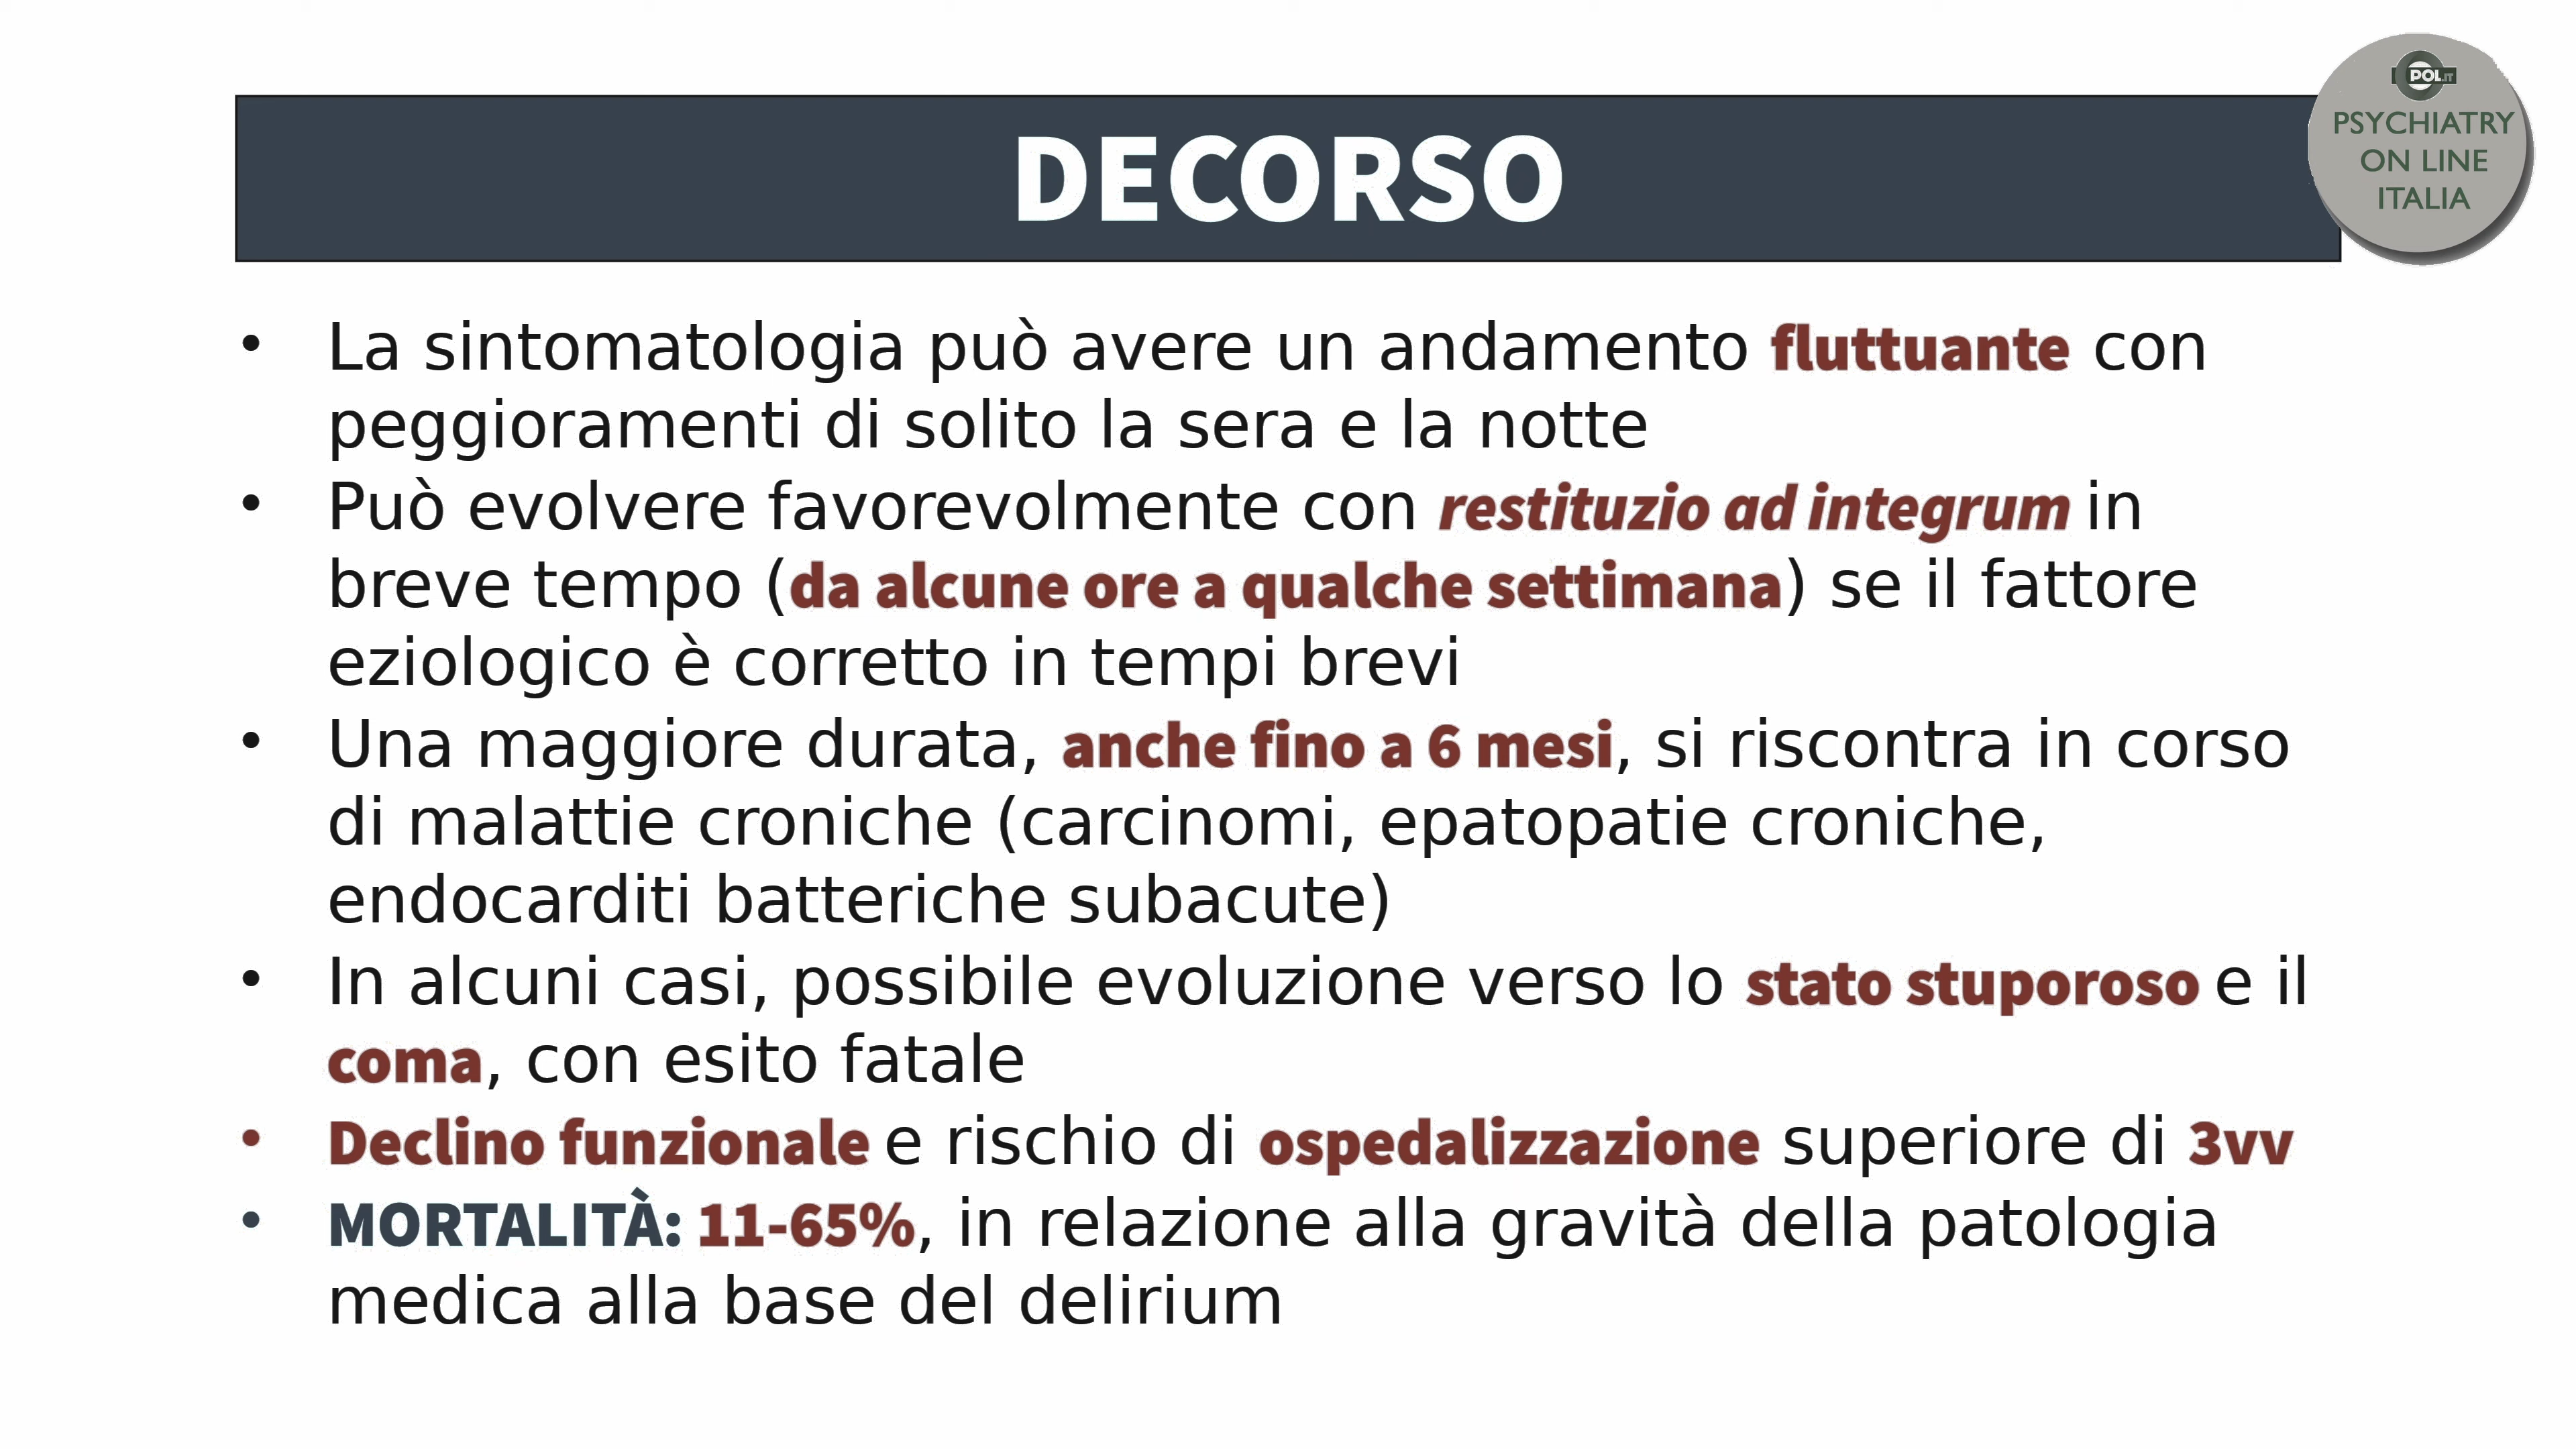 POL.IT
PSYCHIATRY
ON LINE
ITALIA
DECORSO
• La sintomatologia può avere un andamento fluttuante con
peggioramenti di solito la sera e la notte
• Può evolvere favorevolmente con restituzio ad integrum in
breve tempo (da alcune ore a qualche settimana) se il fattore
eziologico è corretto in tempi brevi
• Una maggiore durata, anche fino a 6 mesi, si riscontra in corso
di malattie croniche (carcinomi, epatopatie croniche,
endocarditi batteriche subacute)
• In alcuni casi, possibile evoluzione verso lo stato stuporoso e il
coma, con esito fatale
• Declino funzionale e rischio di ospedalizzazione superiore di 3vv
• MORTALITÀ: 11-65%, in relazione alla gravità della patologia
medica alla base del delirium